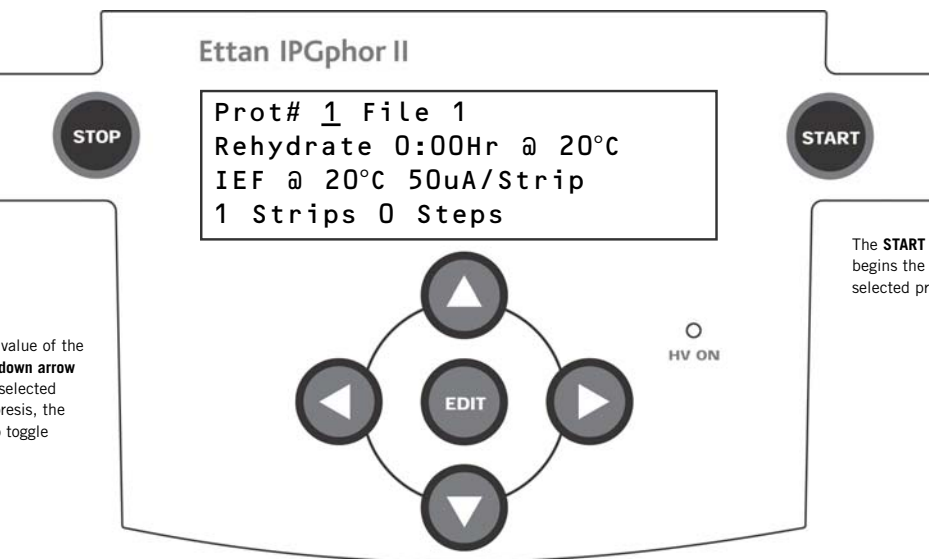 Ettan IPGphor II
STOP
Prot# 1 File 1
Rehydrate 0:00Hr @ 20°C
IEF @ 20°C 50uA/Strip
1 Strips 0 Steps
START
The START
begins the
selected pr
value of the
down arrow
selected
resis, the
toggle
HV ON
EDIT